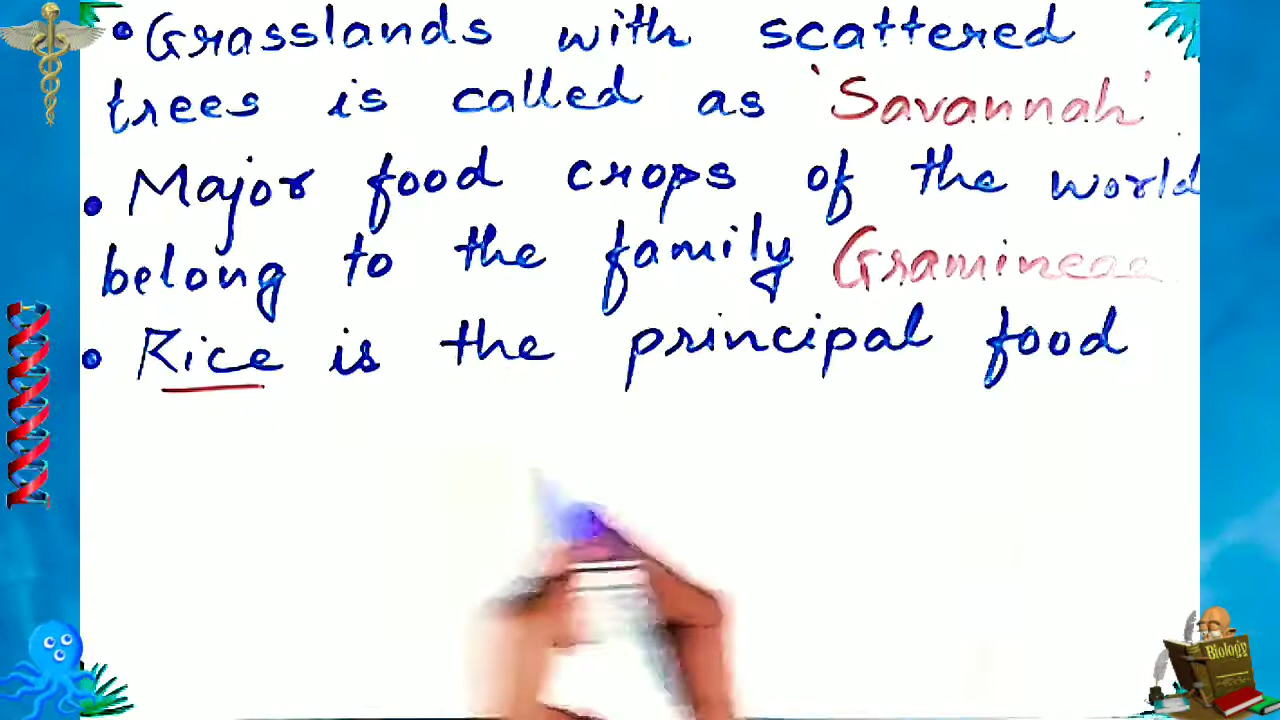 • Grasslands with scattered
trees is called as 'Savannah'
• Major food crops of the world
belong to the family Gramineae
• Rice is the principal food
Biology